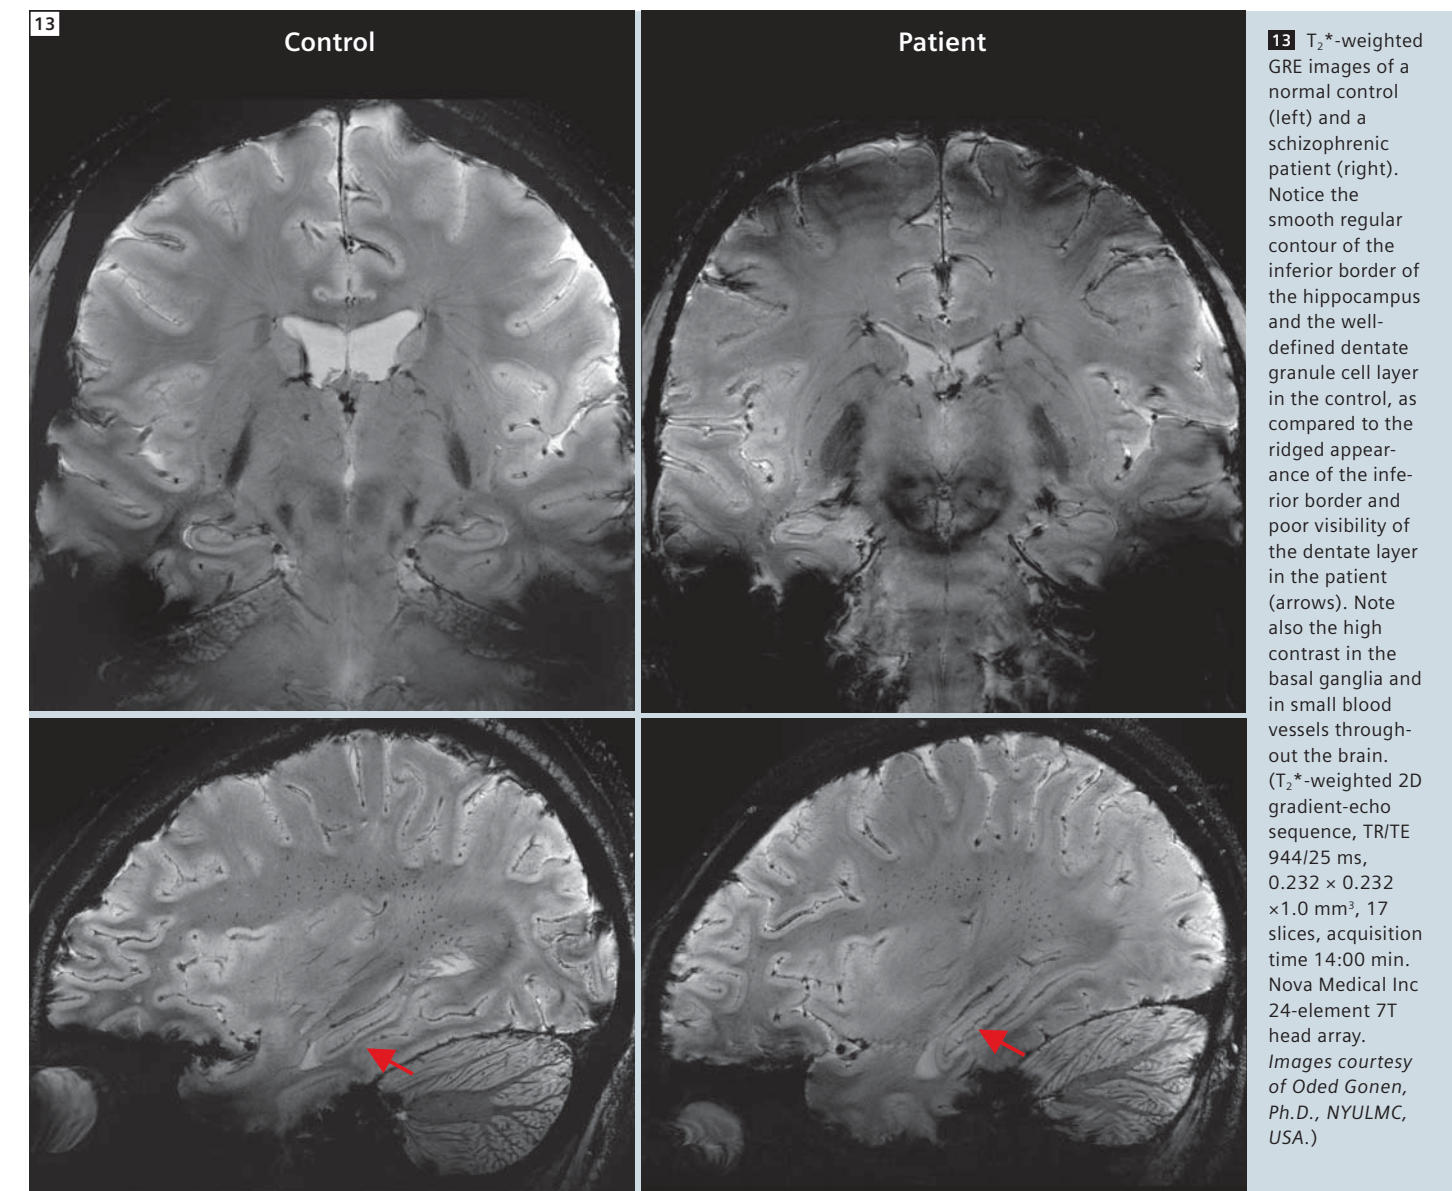 13
Control
Patient
13 T₂*-weighted
GRE images of a
normal control
(left) and a
schizophrenic
patient (right).
Notice the
smooth regular
contour of the
inferior border of
the hippocampus
and the well-
defined dentate
granule cell layer
in the control, as
compared to the
ridged appear-
ance of the infe-
rior border and
poor visibility of
the dentate layer
in the patient
(arrows). Note
also the high
contrast in the
basal ganglia and
in small blood
vessels through-
out the brain.
(T₂*-weighted 2D
gradient-echo
sequence, TR/TE
944/25 ms,
0.232 × 0.232
×1.0 mm³, 17
slices, acquisition
time 14:00 min.
Nova Medical Inc
24-element 7T
head array.
Images courtesy
of Oded Gonen,
Ph.D., NYULMC,
USA.)